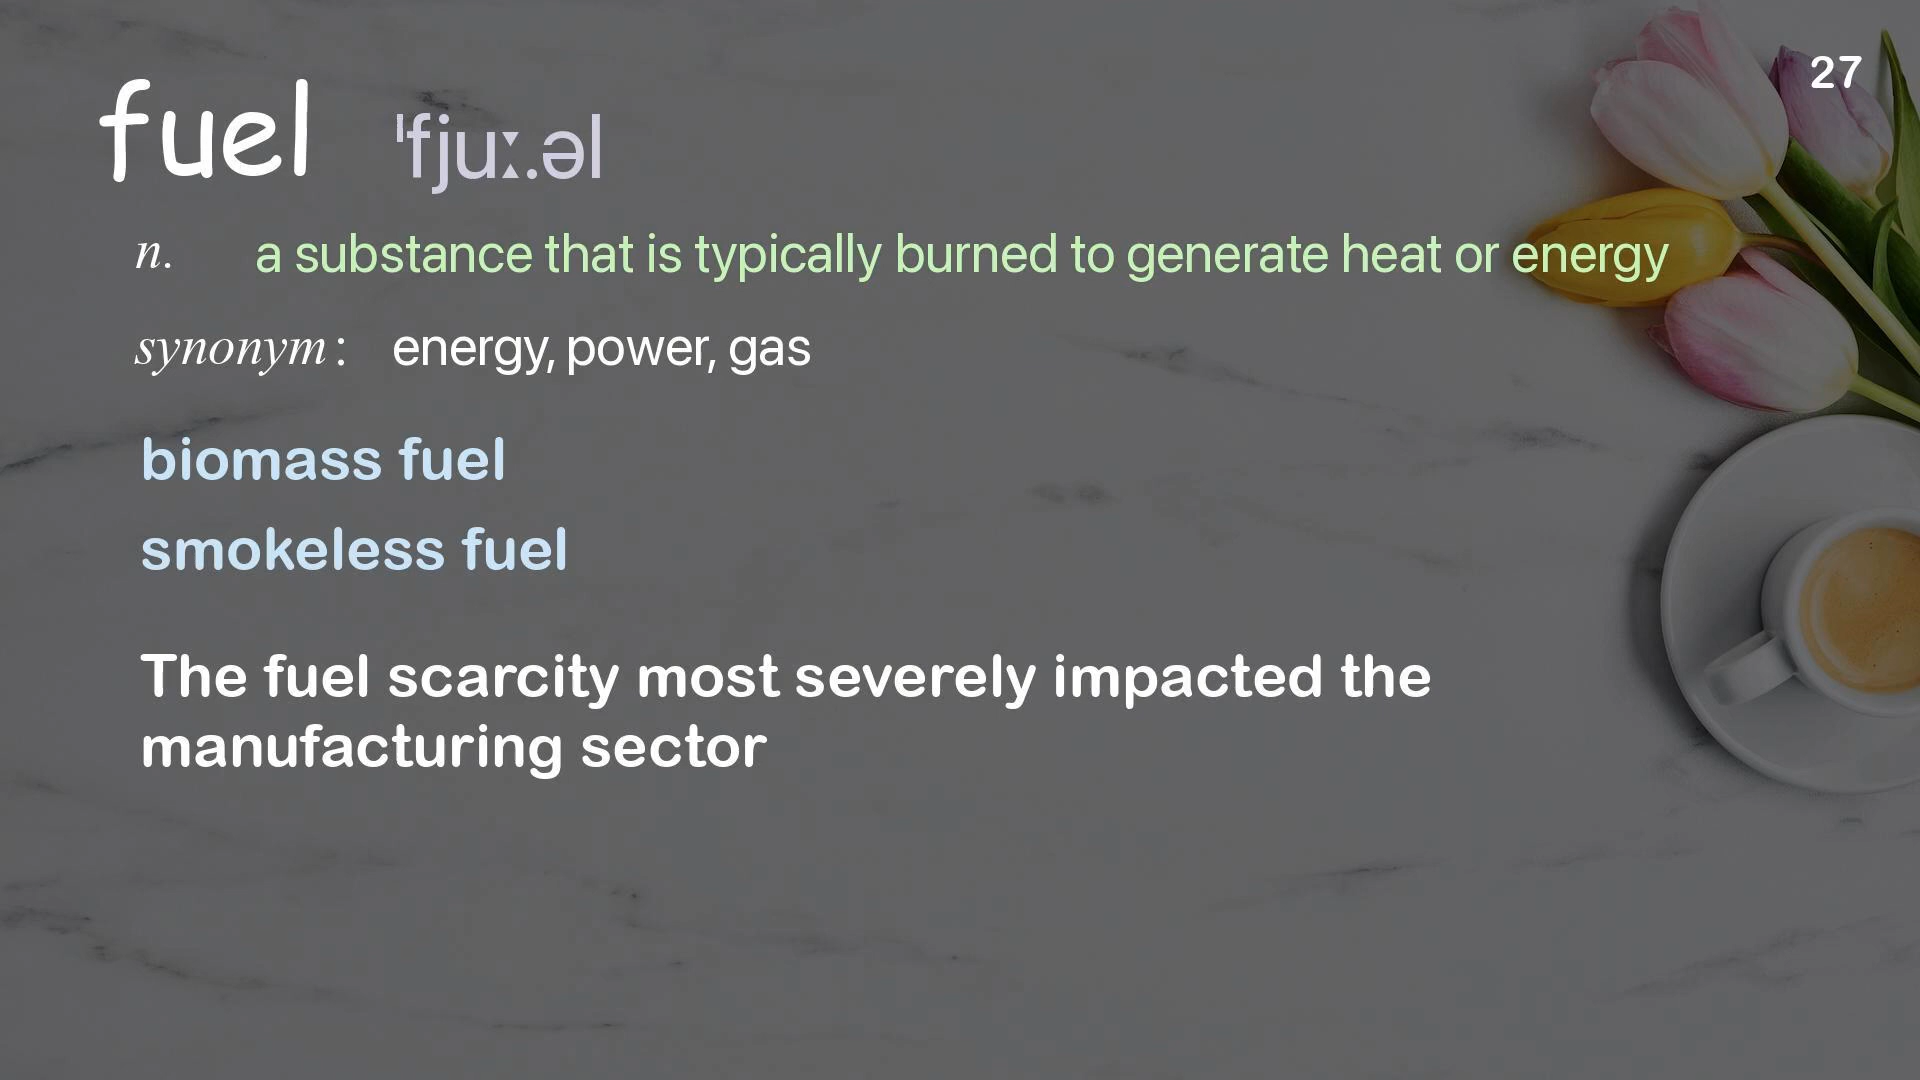 27
fuel ˈfjuː.əl
n. a substance that is typically burned to generate heat or energy
synonym: energy, power, gas
biomass fuel
smokeless fuel
The fuel scarcity most severely impacted the
manufacturing sector